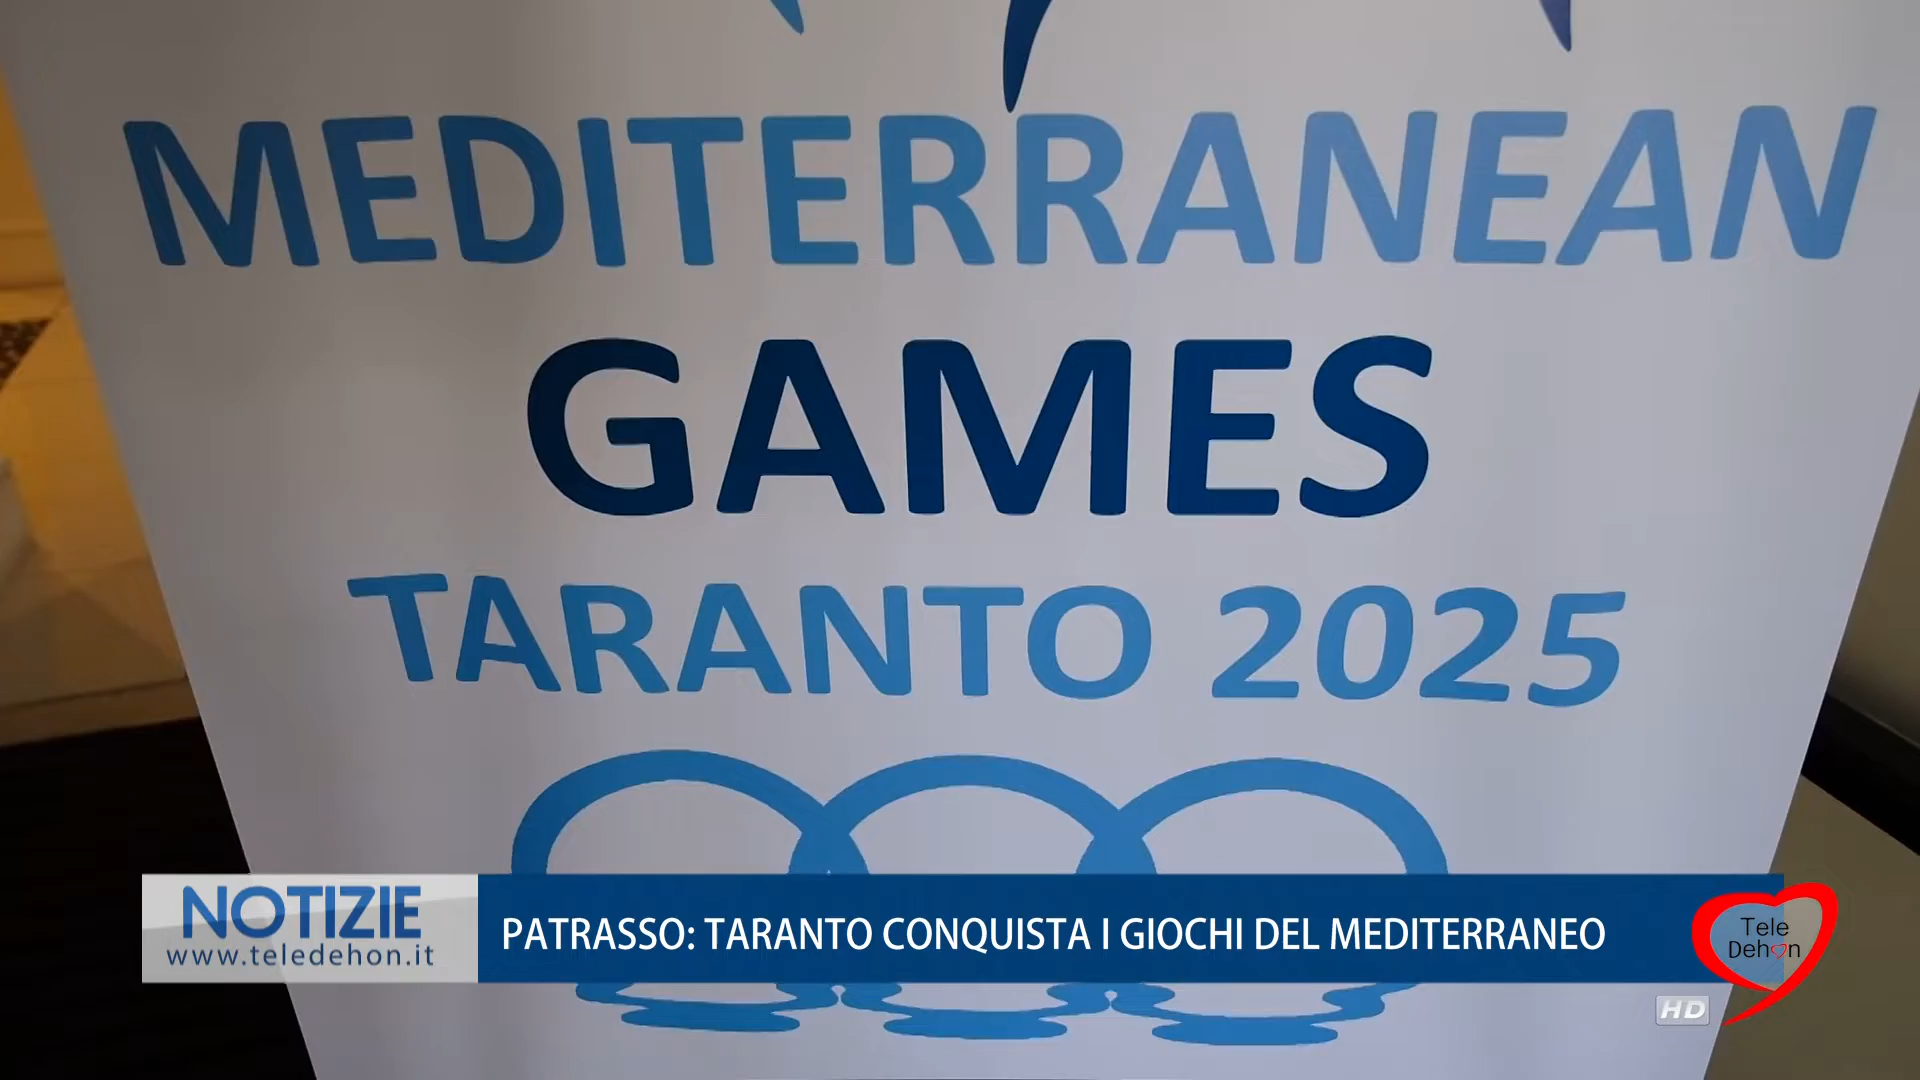 MEDITERRANEAN
GAMES
TARANTO 2025
NOTIZIE
www.teledehon.it
PATRASSO: TARANTO CONQUISTA I GIOCHI DEL MEDITERRANEO
Tele
Dehon
HD